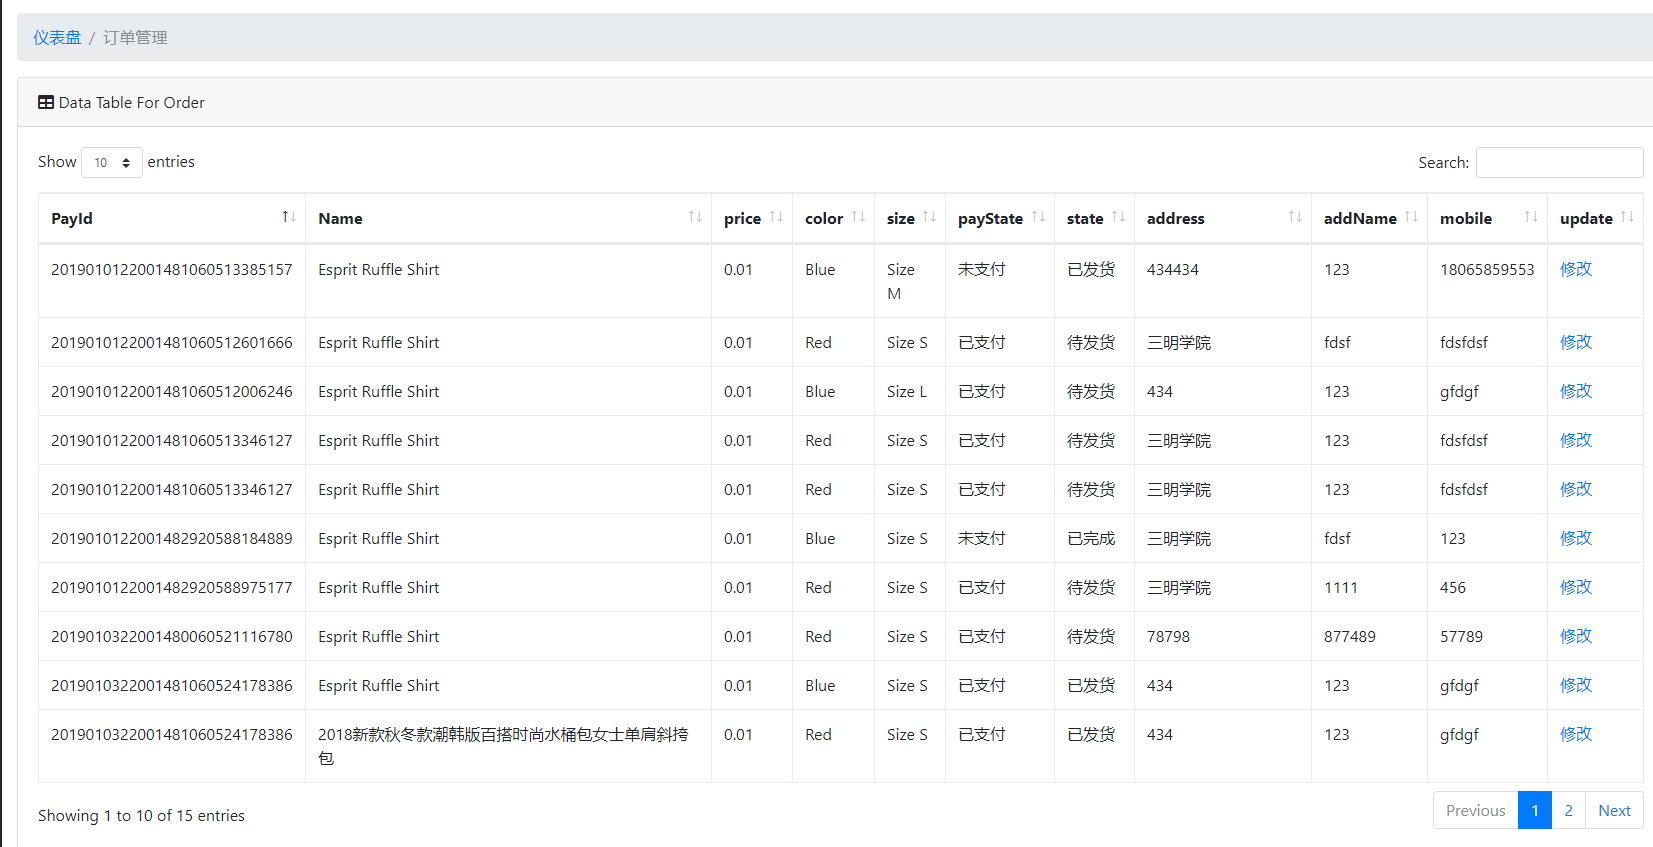 仪表盘 / 订单管理
Data Table For Order
Show 10 entries Search:
PayId Name price color size payState state address addName mobile update
2019010122001481060513385157 Esprit Ruffle Shirt 0.01 Blue Size M 未支付 已发货 434434 123 18065859553 修改
2019010122001481060512601666 Esprit Ruffle Shirt 0.01 Red Size S 已支付 待发货 三明学院 fdsf fdsfdsf 修改
2019010122001481060512006246 Esprit Ruffle Shirt 0.01 Blue Size L 已支付 待发货 434 123 gfdgf 修改
2019010122001481060513346127 Esprit Ruffle Shirt 0.01 Red Size S 已支付 待发货 三明学院 123 fdsfdsf 修改
2019010122001481060513346127 Esprit Ruffle Shirt 0.01 Red Size S 已支付 待发货 三明学院 123 fdsfdsf 修改
2019010122001482920588184889 Esprit Ruffle Shirt 0.01 Blue Size S 未支付 已完成 三明学院 fdsf 123 修改
2019010122001482920588975177 Esprit Ruffle Shirt 0.01 Red Size S 已支付 待发货 三明学院 1111 456 修改
2019010322001480060521116780 Esprit Ruffle Shirt 0.01 Red Size S 已支付 待发货 78798 877489 57789 修改
2019010322001481060524178386 Esprit Ruffle Shirt 0.01 Blue Size S 已支付 已发货 434 123 gfdgf 修改
2019010322001481060524178386 2018新款秋冬款潮韩版百搭时尚水桶包女士单肩斜挎包 0.01 Red Size S 已支付 已发货 434 123 gfdgf 修改
Showing 1 to 10 of 15 entries Previous 1 2 Next